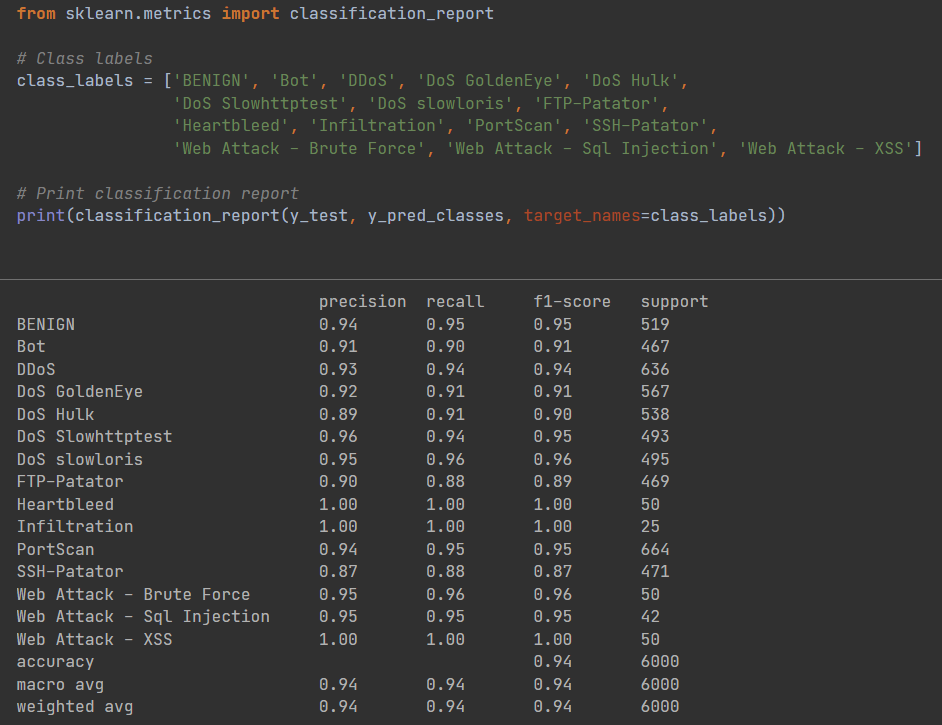 from sklearn.metrics import classification_report
# Class labels
class_labels = ['BENIGN', 'Bot', 'DDoS', 'DoS GoldenEye', 'DoS Hulk',
'DoS Slowhttptest', 'DoS slowloris', 'FTP-Patator',
'Heartbleed', 'Infiltration', 'PortScan', 'SSH-Patator',
'Web Attack – Brute Force', 'Web Attack – Sql Injection', 'Web Attack – XSS']
# Print classification report
print(classification_report(y_test, y_pred_classes, target_names=class_labels))
precision recall f1-score support
BENIGN 0.94 0.95 0.95 519
Bot 0.91 0.90 0.91 467
DDoS 0.93 0.94 0.94 636
DoS GoldenEye 0.92 0.91 0.91 567
DoS Hulk 0.89 0.91 0.90 538
DoS Slowhttptest 0.96 0.94 0.95 493
DoS slowloris 0.95 0.96 0.96 495
FTP-Patator 0.90 0.88 0.89 469
Heartbleed 1.00 1.00 1.00 50
Infiltration 1.00 1.00 1.00 25
PortScan 0.94 0.95 0.95 664
SSH-Patator 0.87 0.88 0.87 471
Web Attack – Brute Force 0.95 0.96 0.96 50
Web Attack – Sql Injection 0.95 0.95 0.95 42
Web Attack – XSS 1.00 1.00 1.00 50
accuracy 0.94 6000
macro avg 0.94 0.94 0.94 6000
weighted avg 0.94 0.94 0.94 6000